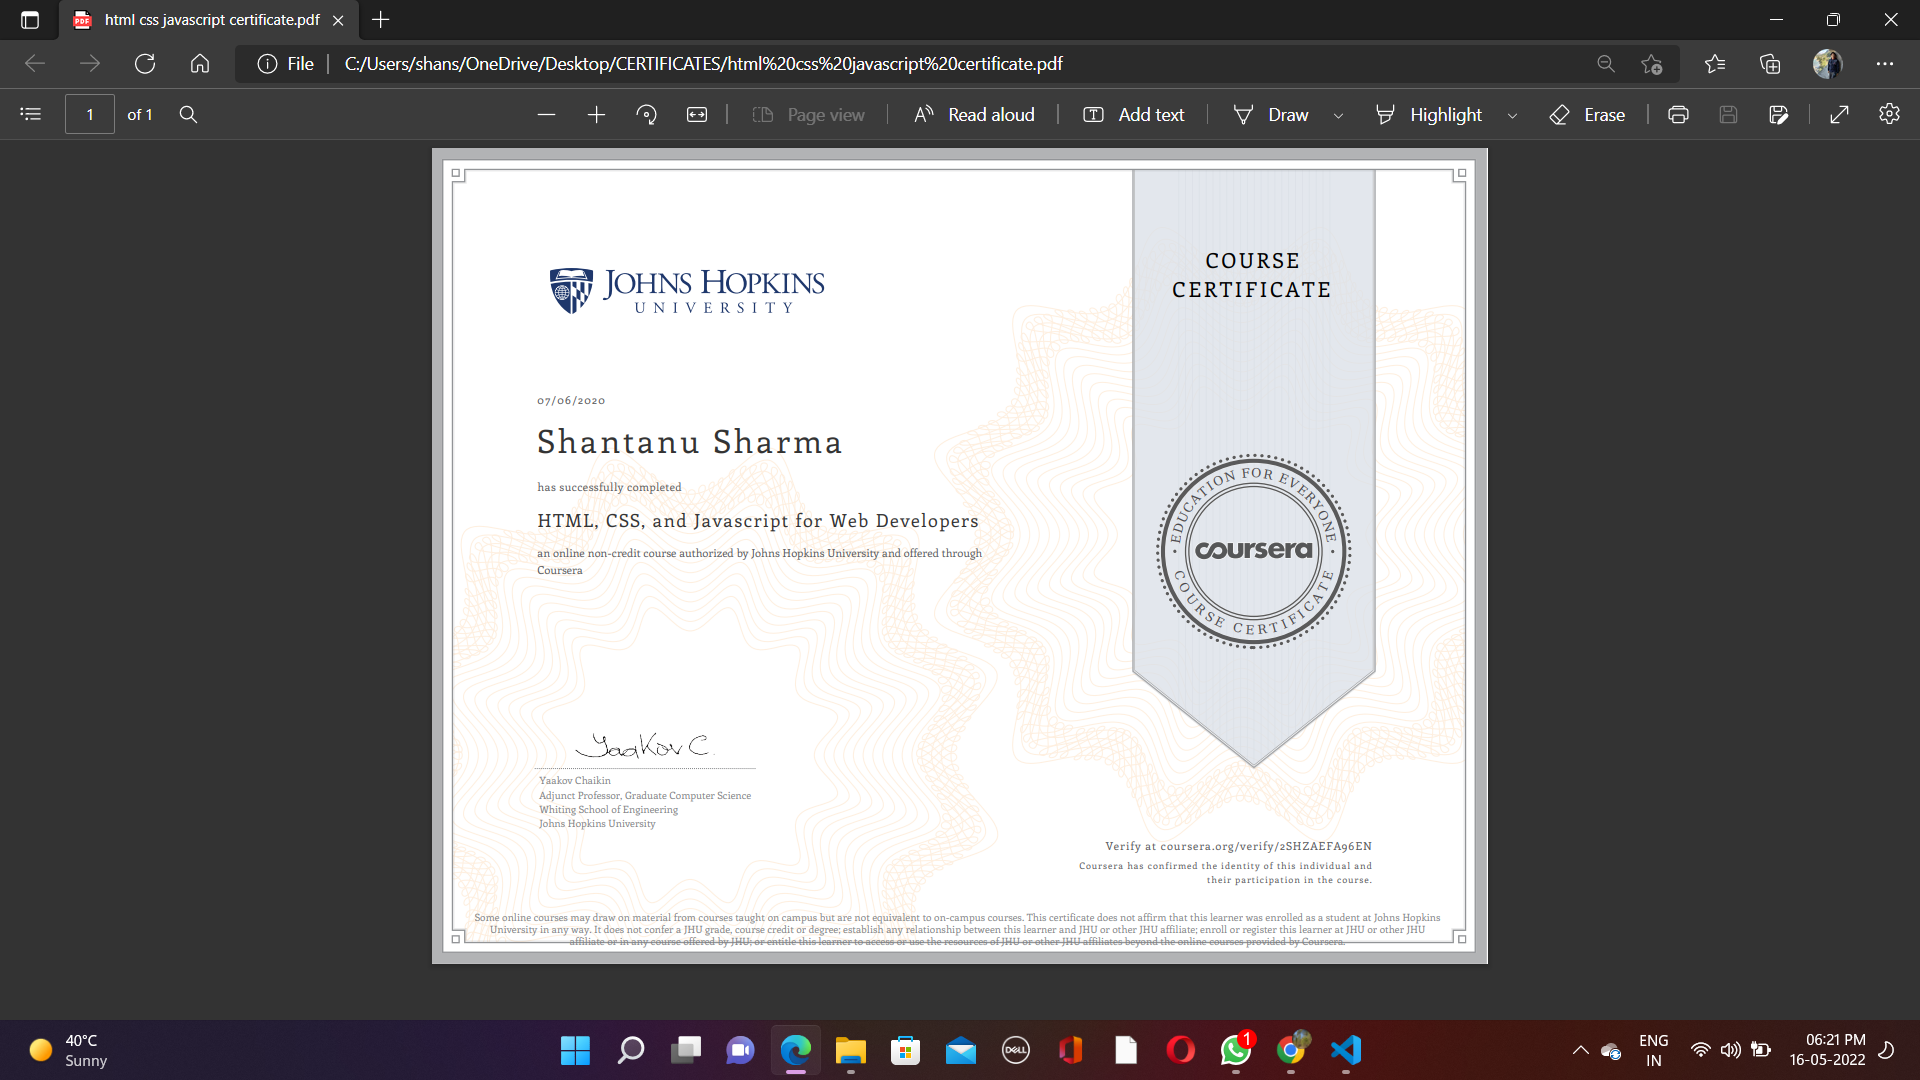 html css javascript certificate.pdf
File
C:/Users/shans/OneDrive/Desktop/CERTIFICATES/html%20css%20javascript%20certificate.pdf
1 of 1
Page view
Read aloud
Add text
Draw
Highlight
Erase
JOHNS HOPKINS
UNIVERSITY
COURSE
CERTIFICATE
07/06/2020
Shantanu Sharma
has successfully completed
HTML, CSS, and Javascript for Web Developers
an online non-credit course authorized by Johns Hopkins University and offered through
Coursera
EDUCATION FOR EVERYONE
coursera
COURSE CERTIFICATE
Yaakov C.
Yaakov Chaikin
Adjunct Professor, Graduate Computer Science
Whiting School of Engineering
Johns Hopkins University
Verify at coursera.org/verify/2SHZAEFA96EN
Coursera has confirmed the identity of this individual and
their participation in the course.
Some online courses may draw on material from courses taught on campus but are not equivalent to on-campus courses. This certificate does not affirm that this learner was enrolled as a student at Johns Hopkins
University in any way. It does not confer a JHU grade, course credit or degree; establish any relationship between this learner and JHU or other JHU affiliate; enroll or register this learner at JHU or other JHU
affiliate or in any course offered by JHU; or entitle this learner to access or use the resources of JHU or other JHU affiliates beyond the online courses provided by Coursera.
40°C
Sunny
DELL
1
ENG
IN
06:21 PM
16-05-2022